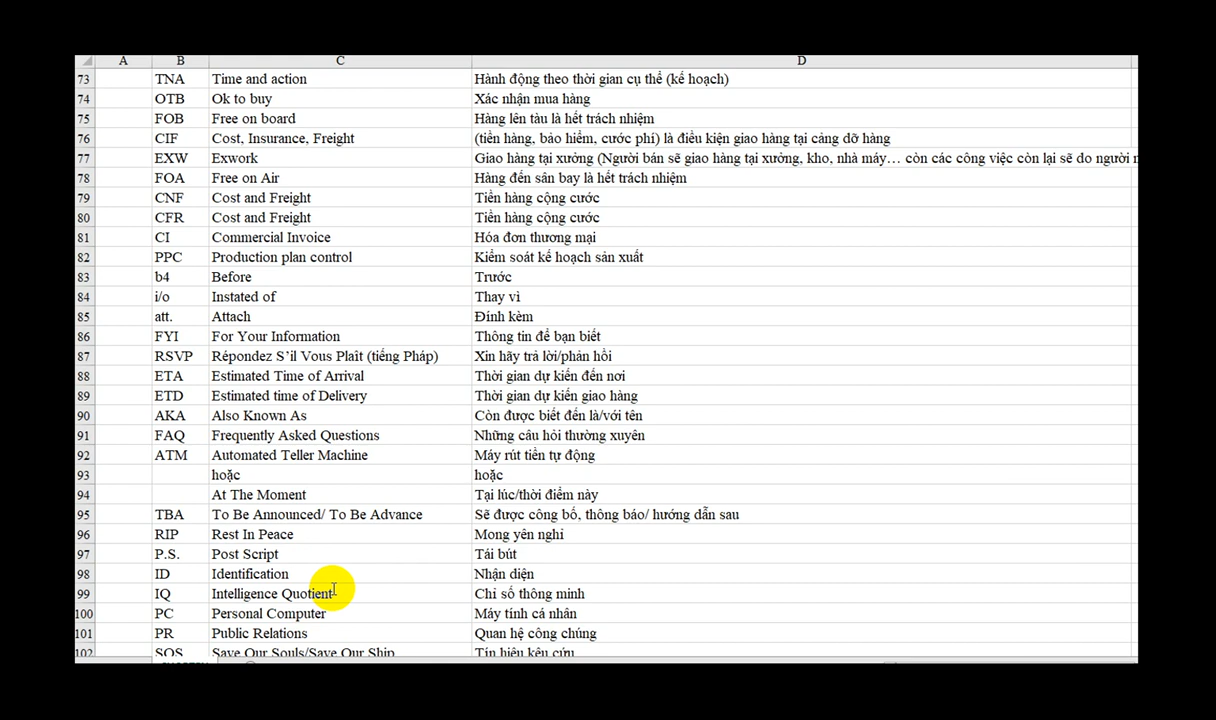 A B C D
73 TNA Time and action Hành động theo thời gian cụ thể (kế hoạch)
74 OTB Ok to buy Xác nhận mua hàng
75 FOB Free on board Hàng lên tàu là hết trách nhiệm
76 CIF Cost, Insurance, Freight (tiền hàng, bảo hiểm, cước phí) là điều kiện giao hàng tại cảng dỡ hàng
77 EXW Exwork Giao hàng tại xưởng (Người bán sẽ giao hàng tại xưởng, kho, nhà máy… còn các công việc còn lại sẽ do người
78 FOA Free on Air Hàng đến sân bay là hết trách nhiệm
79 CNF Cost and Freight Tiền hàng cộng cước
80 CFR Cost and Freight Tiền hàng cộng cước
81 CI Commercial Invoice Hóa đơn thương mại
82 PPC Production plan control Kiểm soát kế hoạch sản xuất
83 b4 Before Trước
84 i/o Instated of Thay vì
85 att. Attach Đính kèm
86 FYI For Your Information Thông tin để bạn biết
87 RSVP Répondez S’il Vous Plaît (tiếng Pháp) Xin hãy trả lời/phản hồi
88 ETA Estimated Time of Arrival Thời gian dự kiến đến nơi
89 ETD Estimated time of Delivery Thời gian dự kiến giao hàng
90 AKA Also Known As Còn được biết đến là/với tên
91 FAQ Frequently Asked Questions Những câu hỏi thường xuyên
92 ATM Automated Teller Machine Máy rút tiền tự động
93 hoặc hoặc
94 At The Moment Tại lúc/thời điểm này
95 TBA To Be Announced/ To Be Advance Sẽ được công bố, thông báo/ hướng dẫn sau
96 RIP Rest In Peace Mong yên nghỉ
97 P.S. Post Script Tái bút
98 ID Identification Nhận diện
99 IQ Intelligence Quotient Chỉ số thông minh
100 PC Personal Computer Máy tính cá nhân
101 PR Public Relations Quan hệ công chúng
102 SOS Save Our Souls/Save Our Ship Tín hiệu kêu cứu